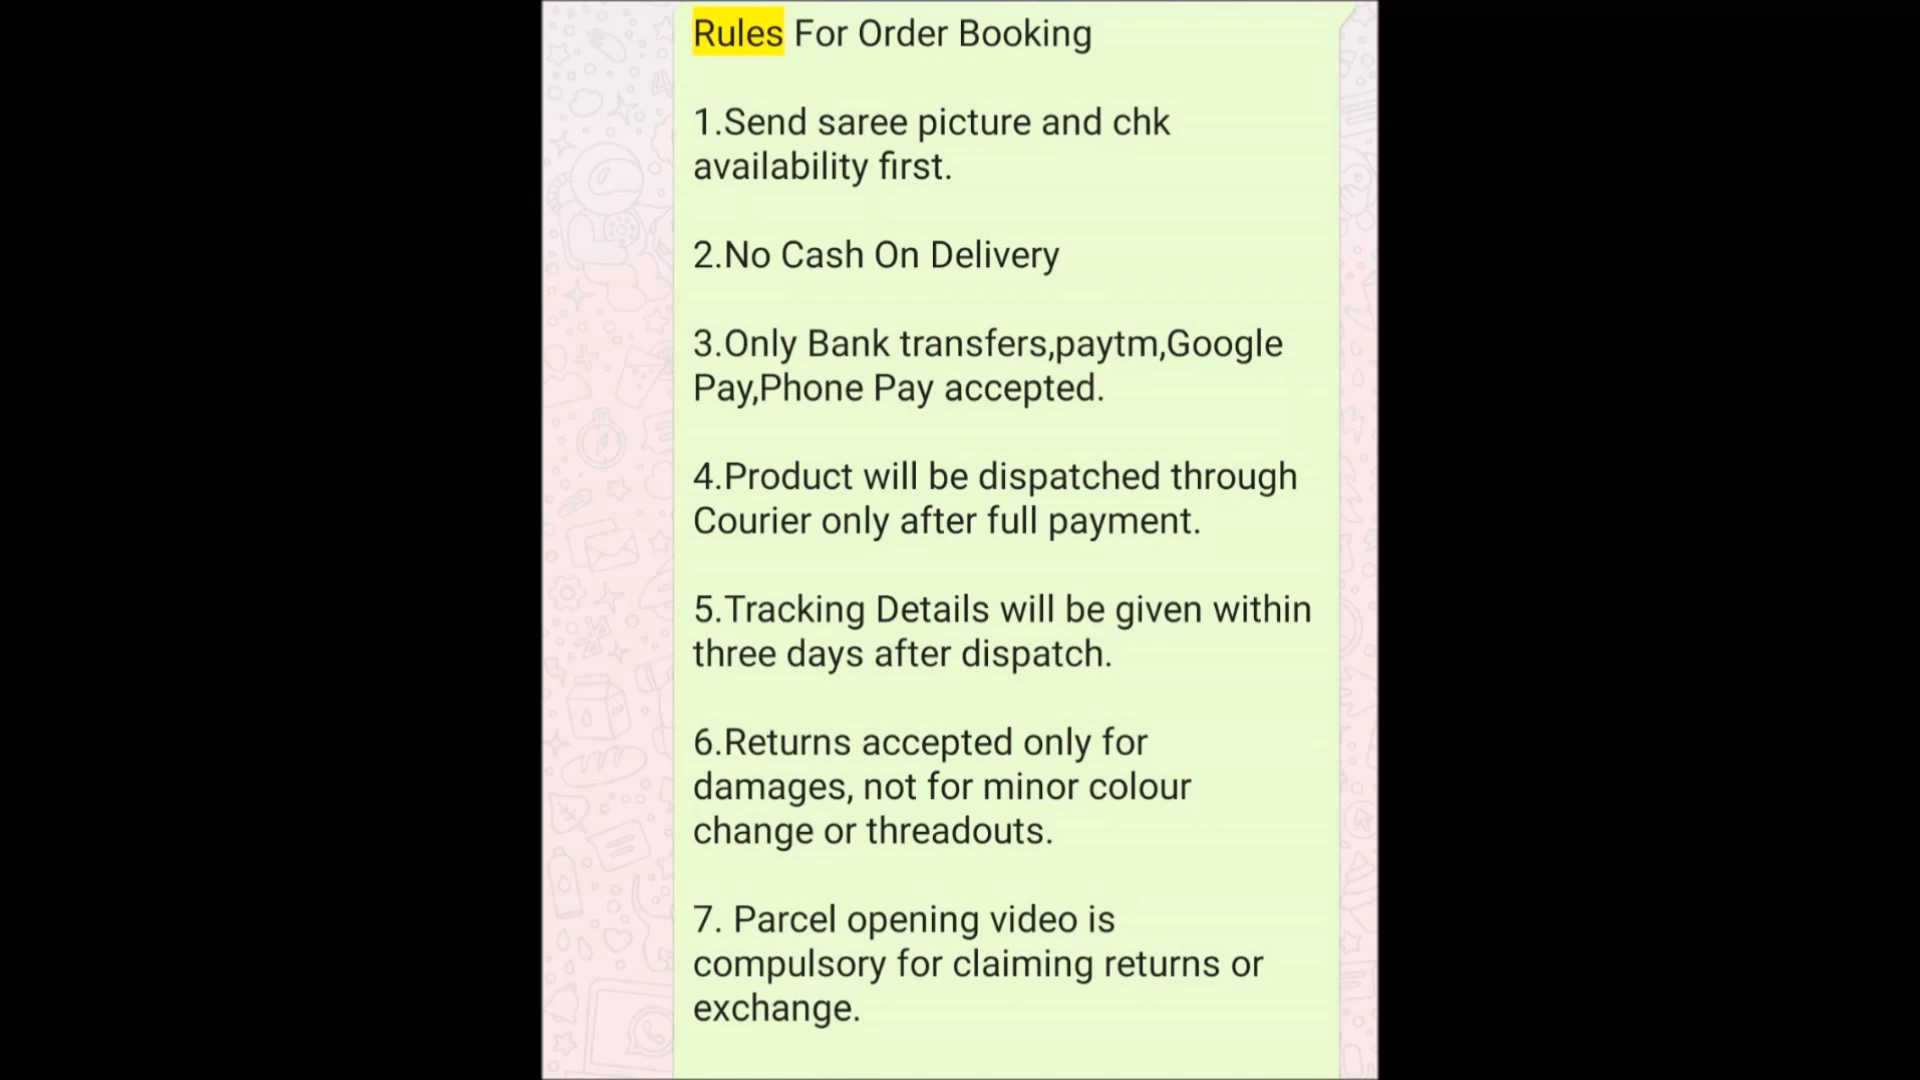 Rules For Order Booking
1.Send saree picture and chk
availability first.
2.No Cash On Delivery
3.Only Bank transfers,paytm,Google
Pay,Phone Pay accepted.
4.Product will be dispatched through
Courier only after full payment.
5.Tracking Details will be given within
three days after dispatch.
6.Returns accepted only for
damages, not for minor colour
change or threadouts.
7. Parcel opening video is
compulsory for claiming returns or
exchange.